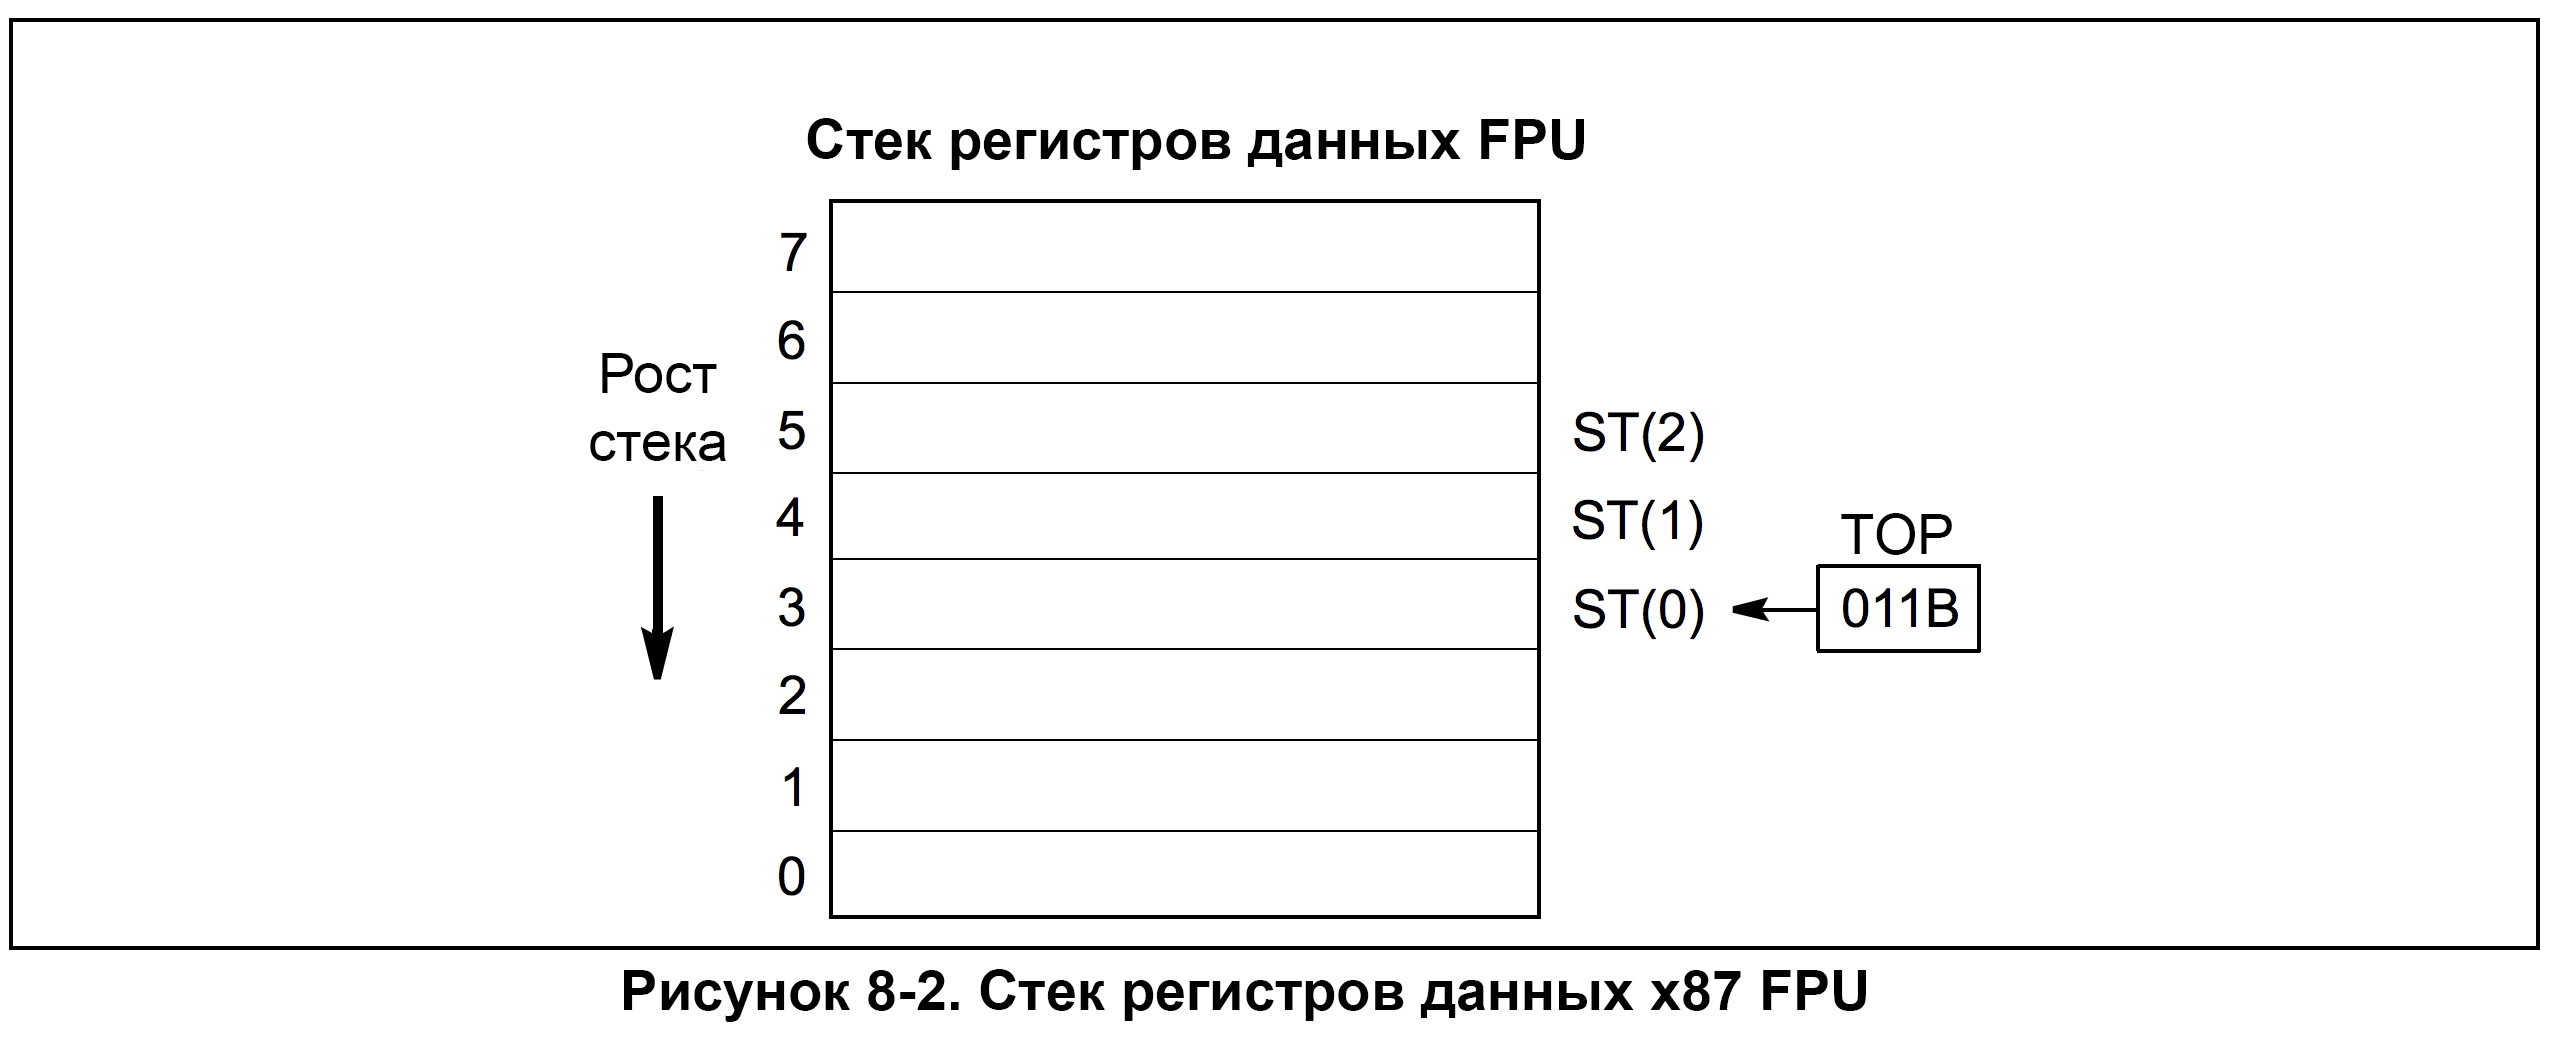 Стек регистров данных FPU
7
6
Рост
стека
5
ST(2)
4
ST(1)
TOP
3
ST(0)
011B
2
1
0
Рисунок 8-2. Стек регистров данных x87 FPU